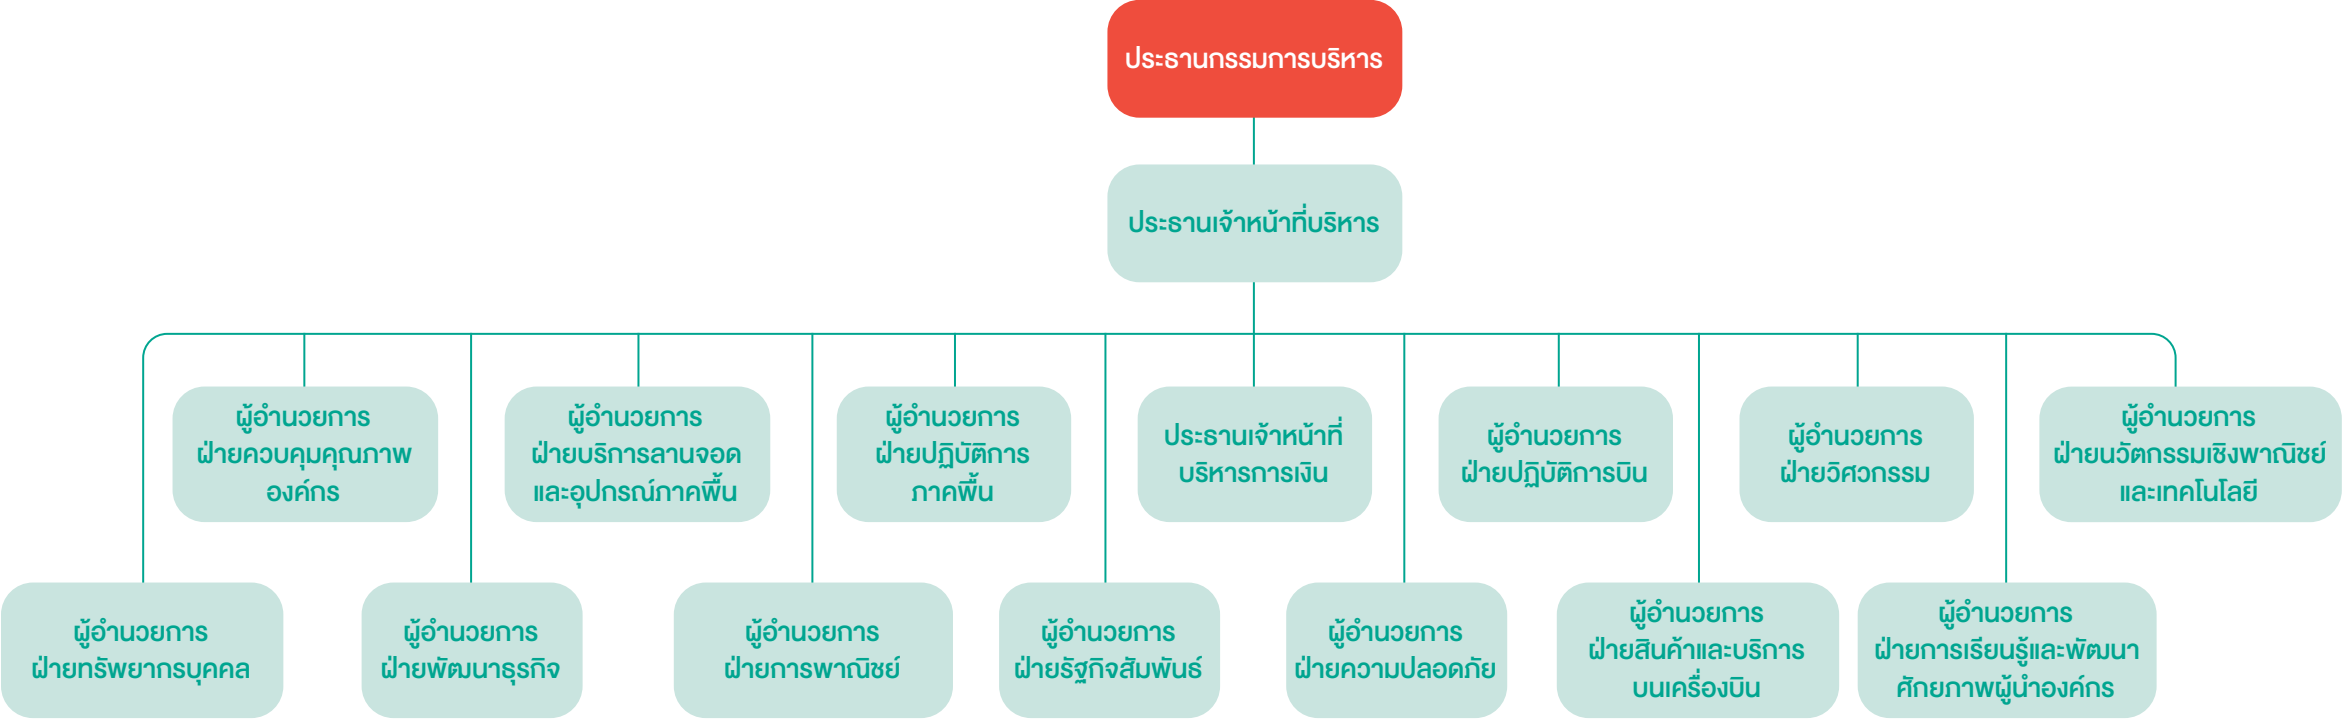 ประธานกรรมการบริหาร
ประธานเจ้าหน้าที่บริหาร
ผู้อำนวยการ
ฝ่ายควบคุมคุณภาพ
องค์กร
ผู้อำนวยการ
ฝ่ายบริการลานจอด
และอุปกรณ์ภาคพื้น
ผู้อำนวยการ
ฝ่ายปฏิบัติการ
ภาคพื้น
ประธานเจ้าหน้าที่
บริหารการเงิน
ผู้อำนวยการ
ฝ่ายปฏิบัติการบิน
ผู้อำนวยการ
ฝ่ายวิศวกรรม
ผู้อำนวยการ
ฝ่ายนวัตกรรมเชิงพาณิชย์
และเทคโนโลยี
ผู้อำนวยการ
ฝ่ายทรัพยากรบุคคล
ผู้อำนวยการ
ฝ่ายพัฒนาธุรกิจ
ผู้อำนวยการ
ฝ่ายการพาณิชย์
ผู้อำนวยการ
ฝ่ายรัฐกิจสัมพันธ์
ผู้อำนวยการ
ฝ่ายความปลอดภัย
ผู้อำนวยการ
ฝ่ายสินค้าและบริการ
บนเครื่องบิน
ผู้อำนวยการ
ฝ่ายการเรียนรู้และพัฒนา
ศักยภาพผู้นำองค์กร